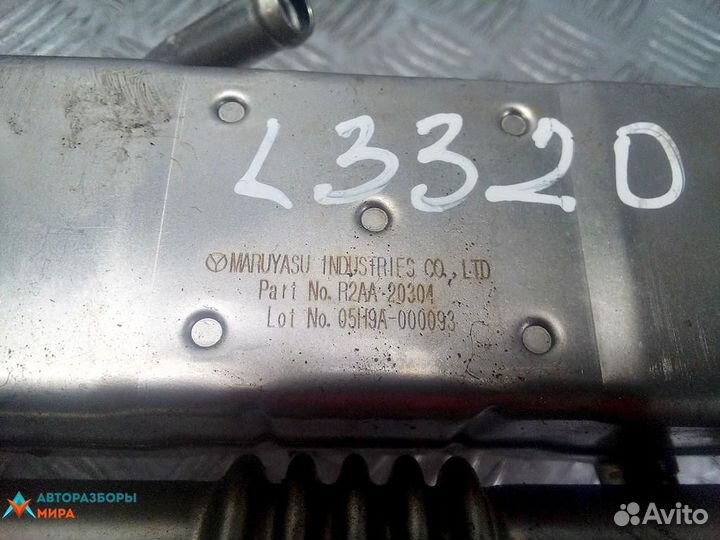 L3320
MARUYASU INDUSTRIES CO., LTD
Part No. R2AA-20304
Lot No. 05H9A-000093
АВТОРАЗБОРЫ
МИРА
Avito